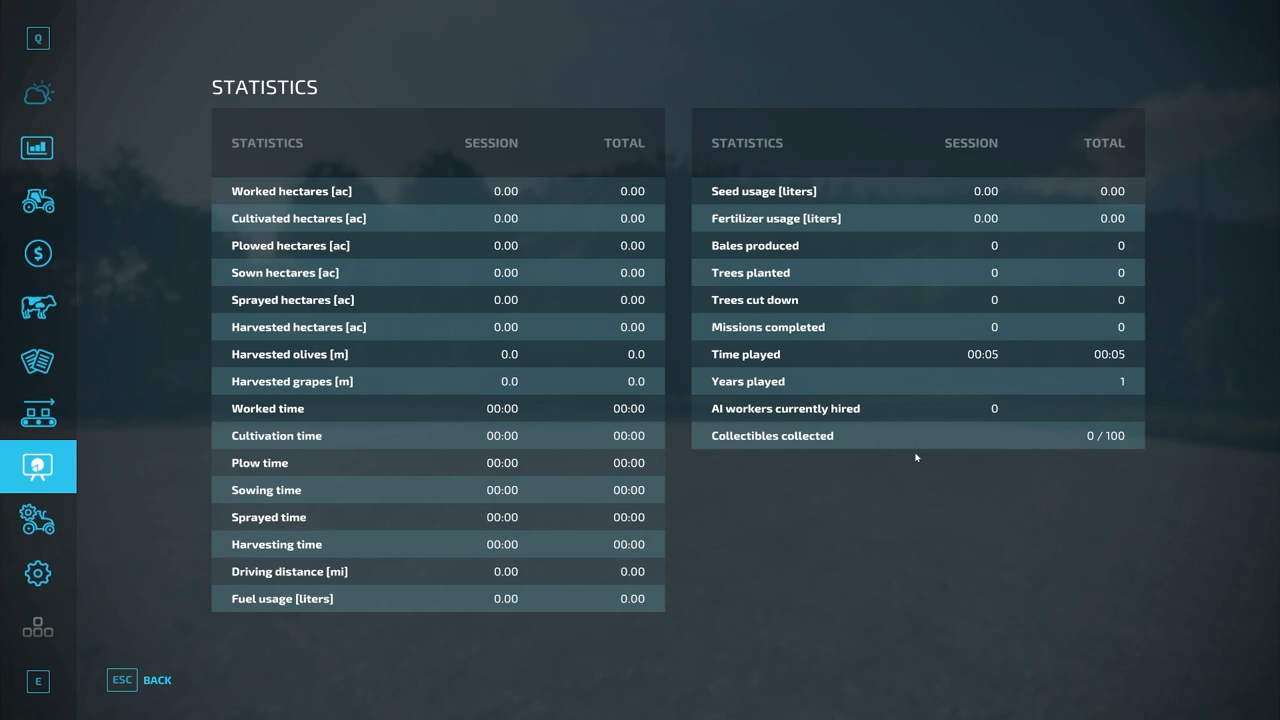 Q
STATISTICS
STATISTICS SESSION TOTAL
Worked hectares [ac] 0.00 0.00
Cultivated hectares [ac] 0.00 0.00
Plowed hectares [ac] 0.00 0.00
Sown hectares [ac] 0.00 0.00
Sprayed hectares [ac] 0.00 0.00
Harvested hectares [ac] 0.00 0.00
Harvested olives [m] 0.0 0.0
Harvested grapes [m] 0.0 0.0
Worked time 00:00 00:00
Cultivation time 00:00 00:00
Plow time 00:00 00:00
Sowing time 00:00 00:00
Sprayed time 00:00 00:00
Harvesting time 00:00 00:00
Driving distance [mi] 0.00 0.00
Fuel usage [liters] 0.00 0.00
STATISTICS SESSION TOTAL
Seed usage [liters] 0.00 0.00
Fertilizer usage [liters] 0.00 0.00
Bales produced 0 0
Trees planted 0 0
Trees cut down 0 0
Missions completed 0 0
Time played 00:05 00:05
Years played 1
AI workers currently hired 0
Collectibles collected 0 / 100
E
ESC BACK